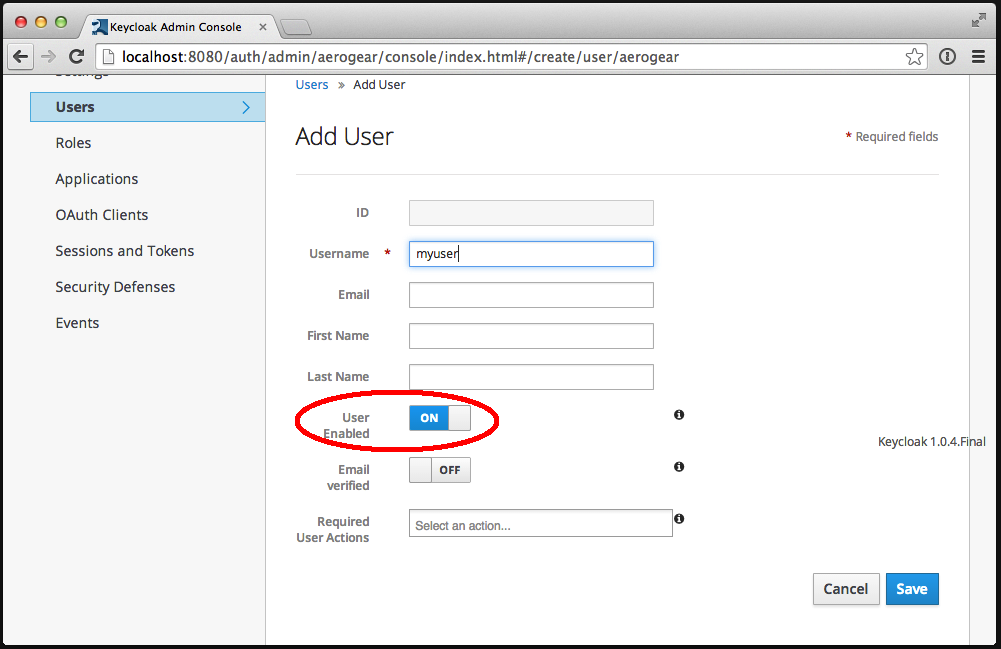 Keycloak Admin Console
localhost:8080/auth/admin/aerogear/console/index.html#/create/user/aerogear
Settings
Users
Roles
Applications
OAuth Clients
Sessions and Tokens
Security Defenses
Events
Users » Add User
Add User
* Required fields
ID
Username * myuser
Email
First Name
Last Name
User
Enabled
ON
Email
verified
OFF
Required
User Actions
Select an action...
Keycloak 1.0.4.Final
Cancel Save